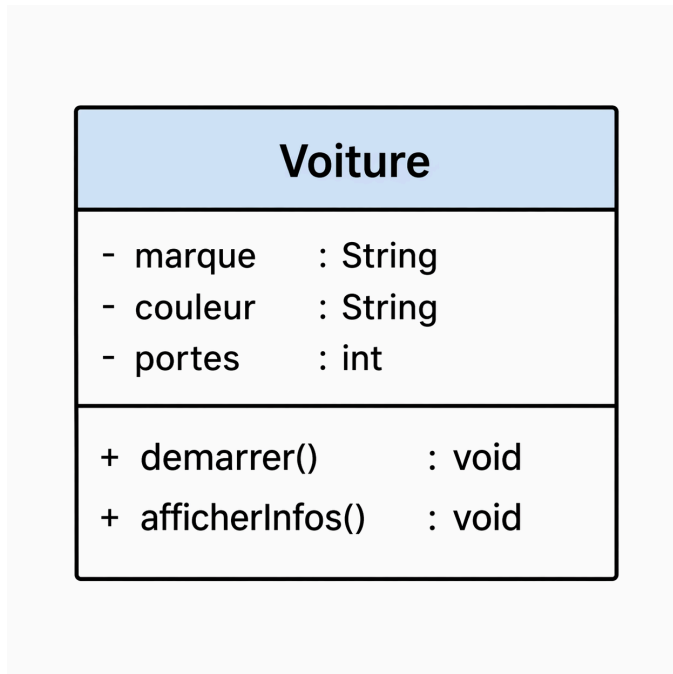 Voiture
- marque : String
- couleur : String
- portes : int
+ demarrer() : void
+ afficherInfos() : void